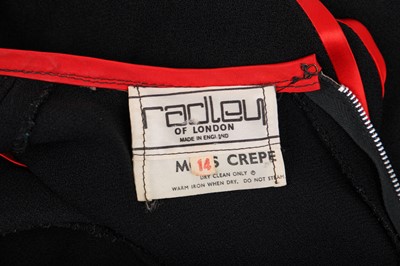 radley
OF LONDON
MADE IN ENGLAND
MOSS CREPE
14
DRY CLEAN ONLY
WARM IRON WHEN DRY. DO NOT STEAM